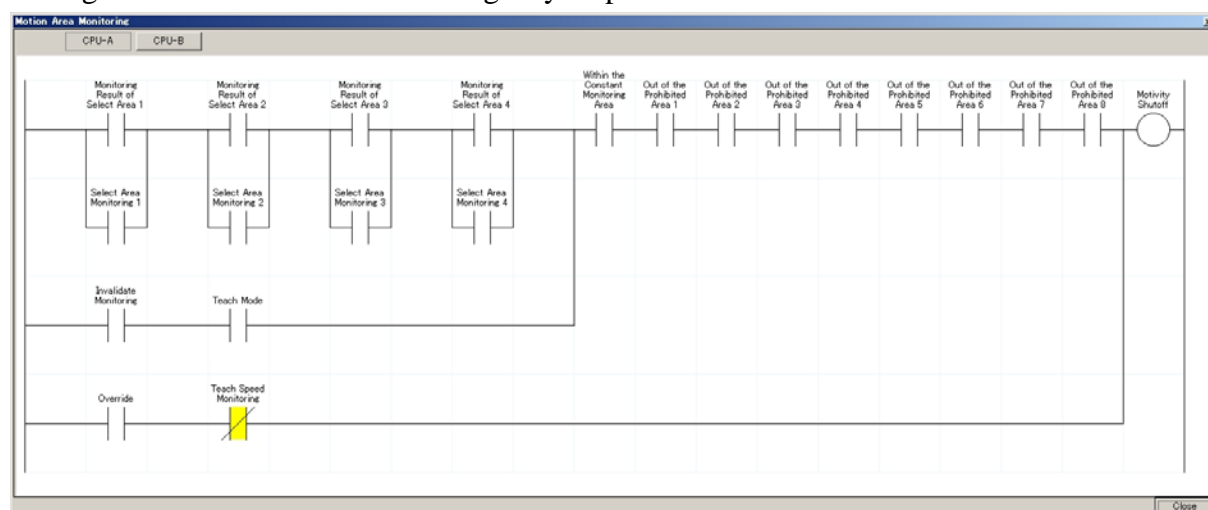 Motion Area Monitoring
CPU-A
CPU-B
Monitoring
Result of
Select Area 1
Monitoring
Result of
Select Area 2
Monitoring
Result of
Select Area 3
Monitoring
Result of
Select Area 4
Within the
Constant
Monitoring
Area
Out of the
Prohibited
Area 1
Out of the
Prohibited
Area 2
Out of the
Prohibited
Area 3
Out of the
Prohibited
Area 4
Out of the
Prohibited
Area 5
Out of the
Prohibited
Area 6
Out of the
Prohibited
Area 7
Out of the
Prohibited
Area 8
Motivity
Shutoff
Select Area
Monitoring 1
Select Area
Monitoring 2
Select Area
Monitoring 3
Select Area
Monitoring 4
Invalidate
Monitoring
Teach Mode
Override
Teach Speed
Monitoring
Close